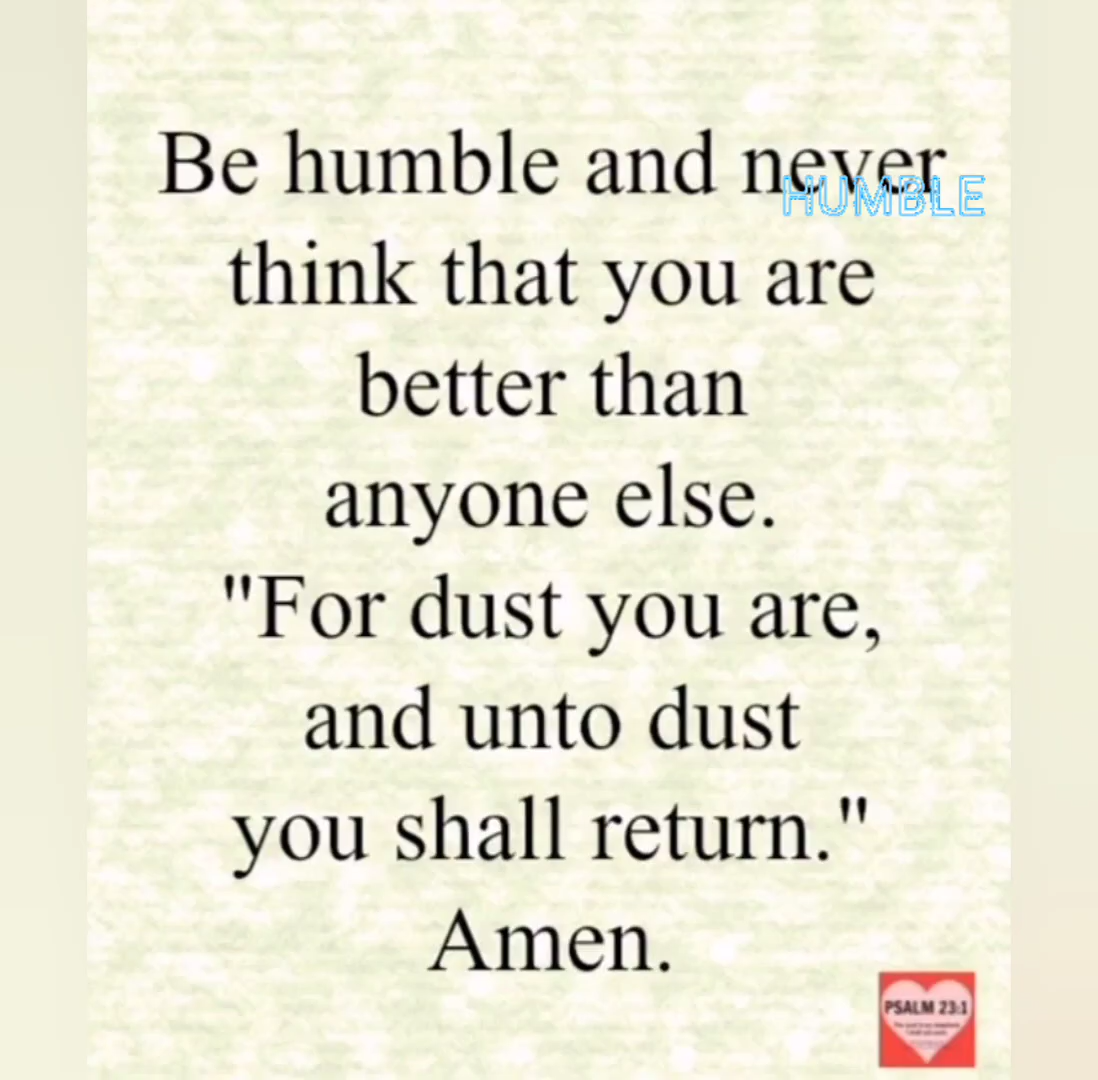 Be humble and never
HUMBLE
think that you are
better than
anyone else.
"For dust you are,
and unto dust
you shall return."
Amen.
PSALM 23:1